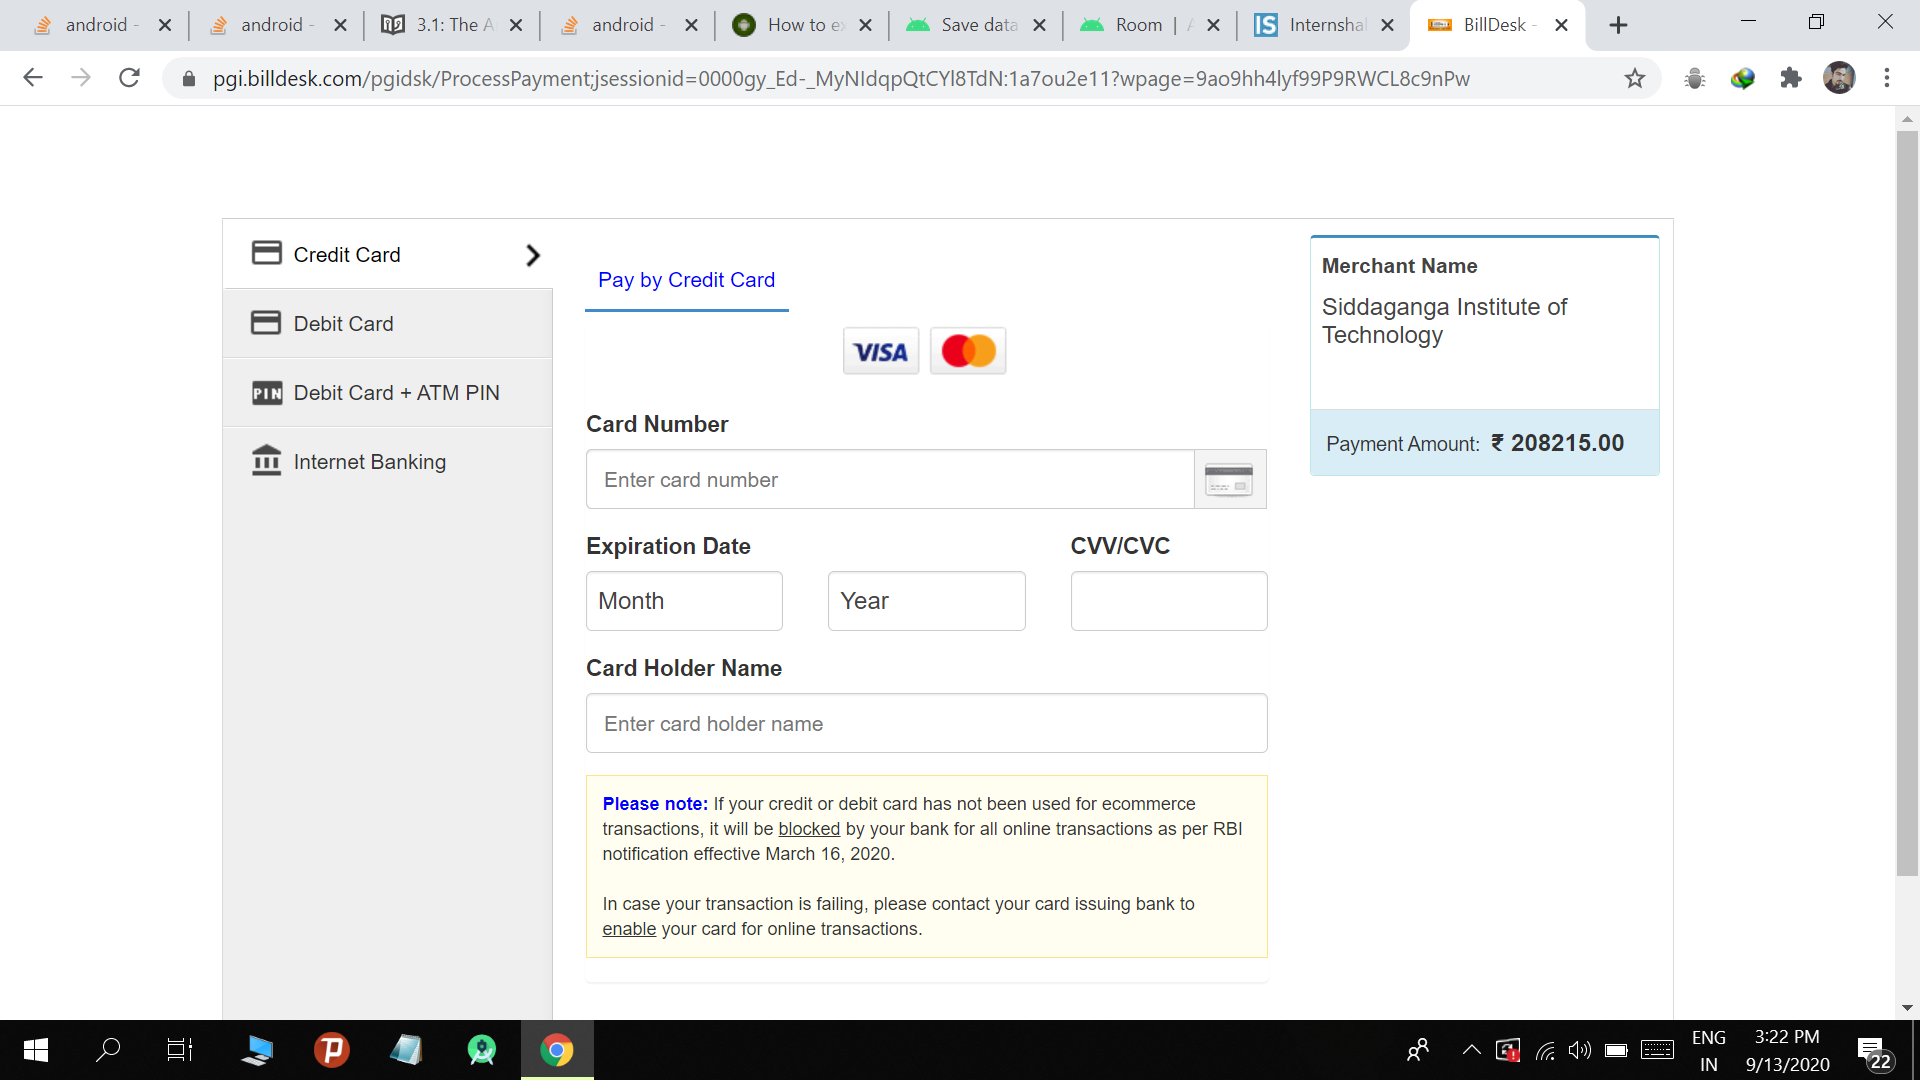 android -
android -
3.1: The A
android -
How to e
Save data
Room |
Internsha
BillDesk -
pgi.billdesk.com/pgidsk/ProcessPayment;jsessionid=0000gy_Ed-_MyNIdqpQtCYl8TdN:1a7ou2e11?wpage=9ao9hh4lyf99P9RWCL8c9nPw
Credit Card
Debit Card
PIN Debit Card + ATM PIN
Internet Banking
Pay by Credit Card
VISA
Card Number
Enter card number
Expiration Date
CVV/CVC
Month
Year
Card Holder Name
Enter card holder name
Please note: If your credit or debit card has not been used for ecommerce
transactions, it will be blocked by your bank for all online transactions as per RBI
notification effective March 16, 2020.
In case your transaction is failing, please contact your card issuing bank to
enable your card for online transactions.
Merchant Name
Siddaganga Institute of
Technology
Payment Amount: ₹ 208215.00
ENG
IN
3:22 PM
9/13/2020
22